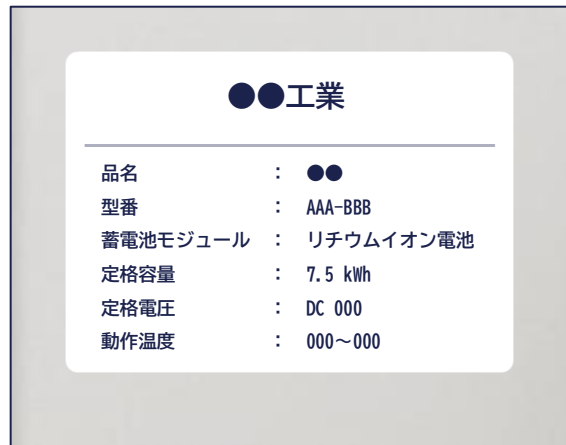 ●●工業
品名 : ●●
型番 : AAA-BBB
蓄電池モジュール : リチウムイオン電池
定格容量 : 7.5 kWh
定格電圧 : DC 000
動作温度 : 000～000